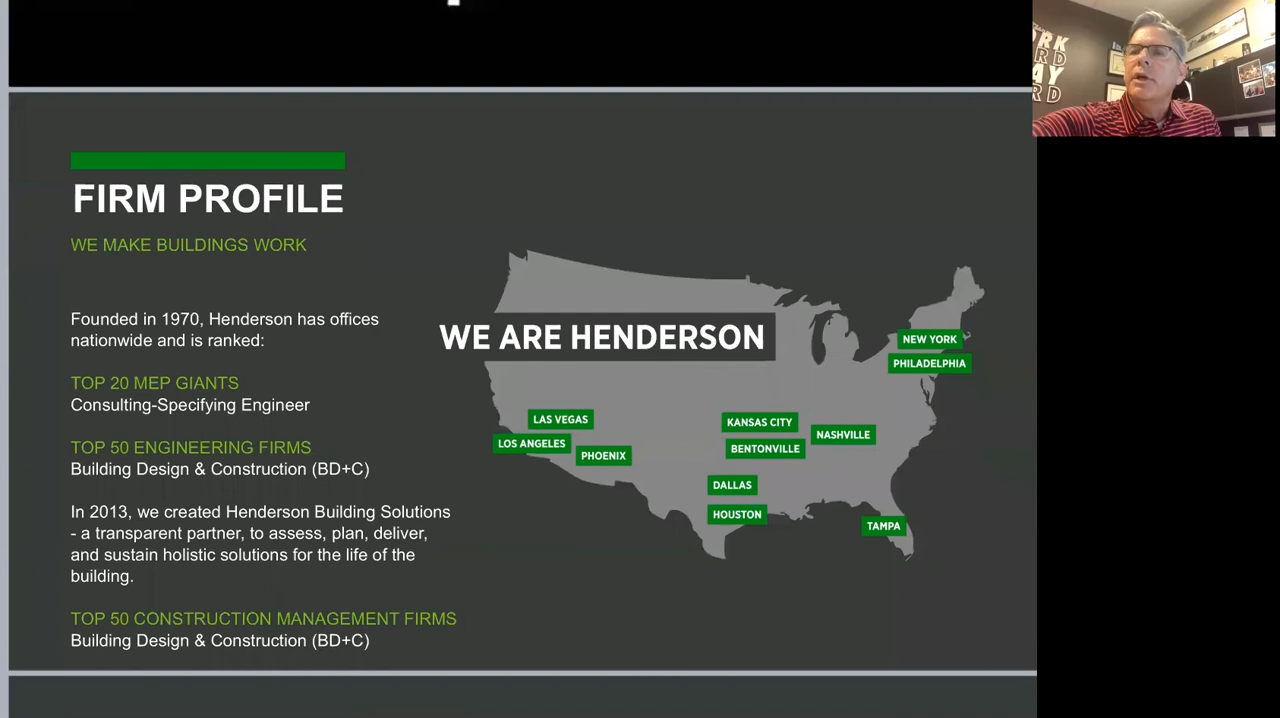 FIRM PROFILE
WE MAKE BUILDINGS WORK
Founded in 1970, Henderson has offices
nationwide and is ranked:
TOP 20 MEP GIANTS
Consulting-Specifying Engineer
TOP 50 ENGINEERING FIRMS
Building Design & Construction (BD+C)
In 2013, we created Henderson Building Solutions
- a transparent partner, to assess, plan, deliver,
and sustain holistic solutions for the life of the
building.
TOP 50 CONSTRUCTION MANAGEMENT FIRMS
Building Design & Construction (BD+C)
WE ARE HENDERSON
NEW YORK
PHILADELPHIA
LAS VEGAS
LOS ANGELES
PHOENIX
KANSAS CITY
BENTONVILLE
NASHVILLE
DALLAS
HOUSTON
TAMPA
RK
RD
AY
RD